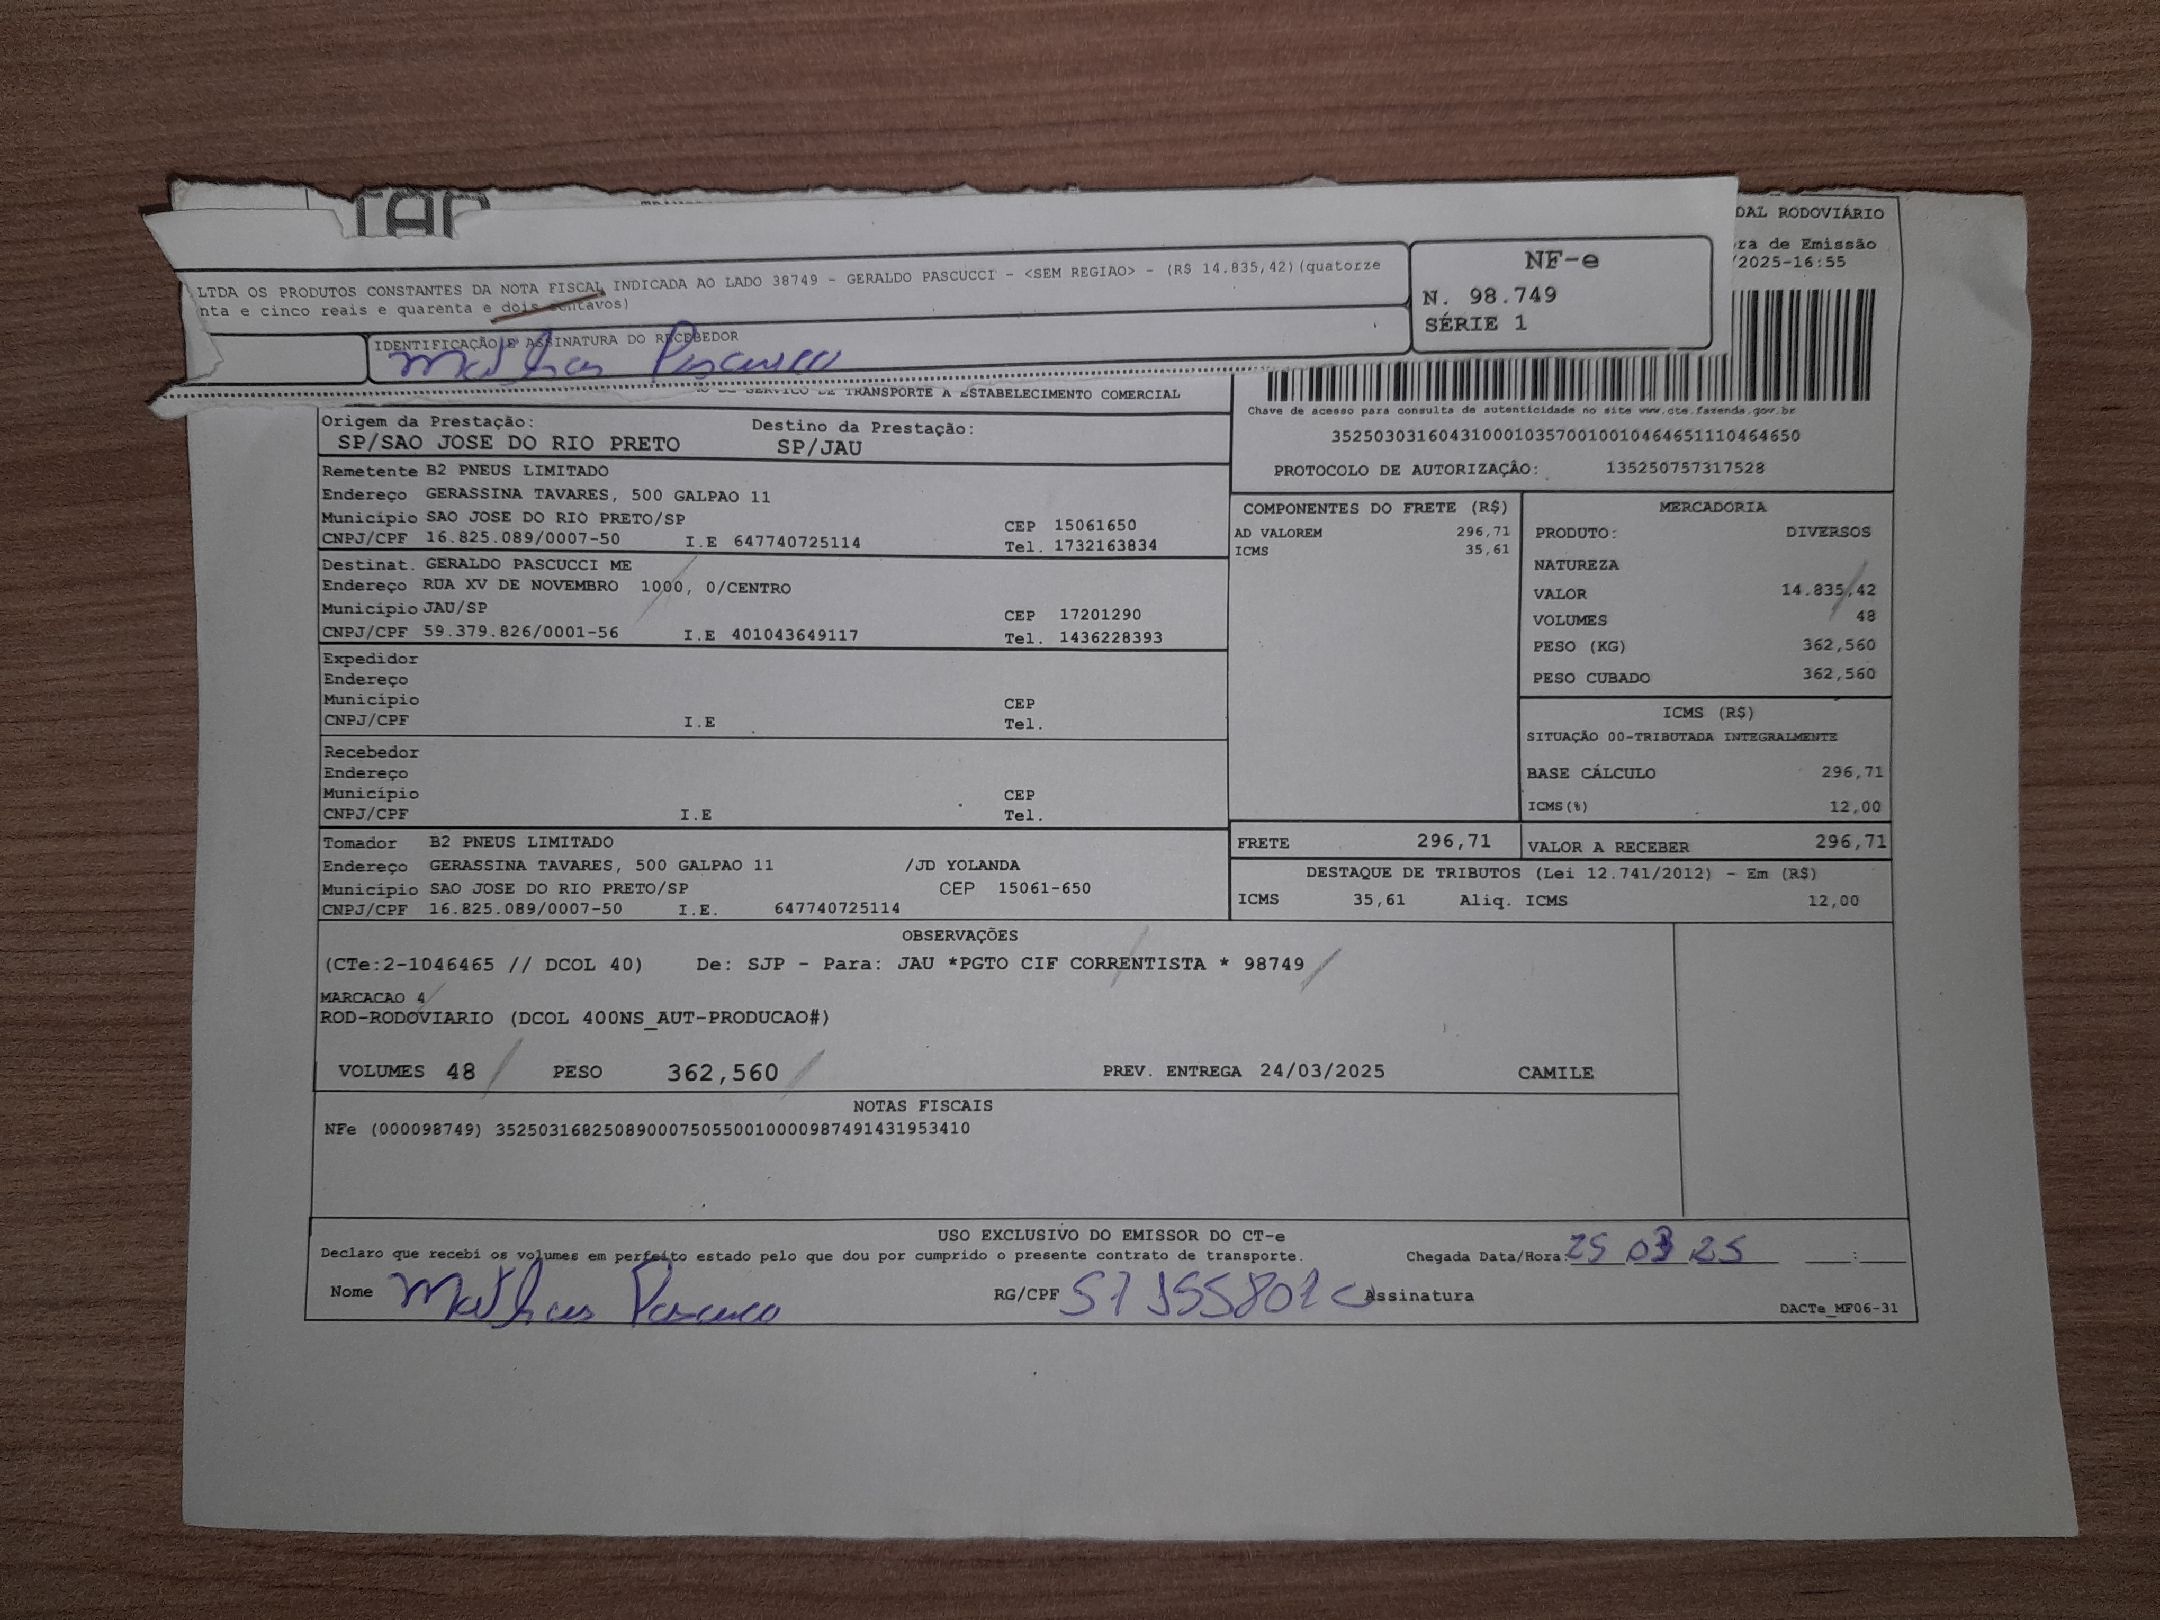 LTDA OS PRODUTOS CONSTANTES DA NOTA FISCAL INDICADA AO LADO 38749 - GERALDO PASCUCCI - <SEM REGIAO> - (R$ 14.835,42)(quatorze
nta e cinco reais e quarenta e dois centavos)
IDENTIFICAÇÃO E ASSINATURA DO RECEBEDOR
Matheus Pascucci
NF-e
N. 98.749
SÉRIE 1
DAL RODOVIÁRIO
ra de Emissão
/2025-16:55
DE TRANSPORTE A ESTABELECIMENTO COMERCIAL
Chave de acesso para consulta de autenticidade no site www.cte.fazenda.gov.br
35250303160431000103570010010464651110464650
PROTOCOLO DE AUTORIZAÇÃO: 135250757317528
Origem da Prestação: Destino da Prestação:
SP/SAO JOSE DO RIO PRETO SP/JAU
Remetente B2 PNEUS LIMITADO
Endereço GERASSINA TAVARES, 500 GALPAO 11
Município SAO JOSE DO RIO PRETO/SP CEP 15061650
CNPJ/CPF 16.825.089/0007-50 I.E 647740725114 Tel. 1732163834
Destinat. GERALDO PASCUCCI ME
Endereço RUA XV DE NOVEMBRO 1000, 0/CENTRO
Município JAU/SP CEP 17201290
CNPJ/CPF 59.379.826/0001-56 I.E 401043649117 Tel. 1436228393
Expedidor
Endereço
Município CEP
CNPJ/CPF I.E Tel.
Recebedor
Endereço
Município CEP
CNPJ/CPF I.E Tel.
Tomador B2 PNEUS LIMITADO
Endereço GERASSINA TAVARES, 500 GALPAO 11 /JD YOLANDA
Município SAO JOSE DO RIO PRETO/SP CEP 15061-650
CNPJ/CPF 16.825.089/0007-50 I.E. 647740725114
COMPONENTES DO FRETE (R$)
AD VALOREM 296,71
ICMS 35,61
MERCADORIA
PRODUTO: DIVERSOS
NATUREZA
VALOR 14.835,42
VOLUMES 48
PESO (KG) 362,560
PESO CUBADO 362,560
ICMS (R$)
SITUAÇÃO 00-TRIBUTADA INTEGRALMENTE
BASE CÁLCULO 296,71
ICMS(%) 12,00
FRETE 296,71 VALOR A RECEBER 296,71
DESTAQUE DE TRIBUTOS (Lei 12.741/2012) - Em (R$)
ICMS 35,61 Aliq. ICMS 12,00
OBSERVAÇÕES
(CTe:2-1046465 // DCOL 40) De: SJP - Para: JAU *PGTO CIF CORRENTISTA * 98749
MARCACAO 4
ROD-RODOVIARIO (DCOL 400NS_AUT-PRODUCAO#)
VOLUMES 48 PESO 362,560 PREV. ENTREGA 24/03/2025 CAMILE
NOTAS FISCAIS
NFe (000098749) 35250316825089000750550010000987491431953410
USO EXCLUSIVO DO EMISSOR DO CT-e
Declaro que recebi os volumes em perfeito estado pelo que dou por cumprido o presente contrato de transporte. Chegada Data/Hora: 25 03 25 :
Nome Matheus Pascucci RG/CPF Assinatura
DACTe_MF06-31